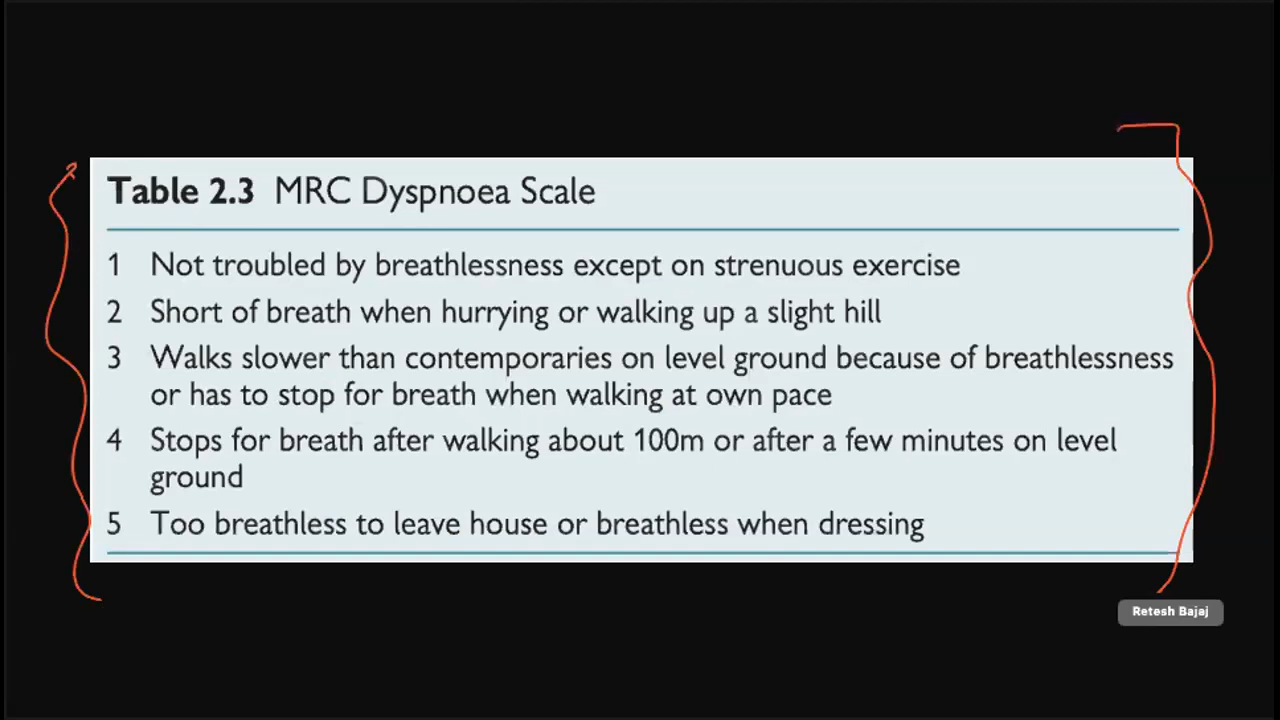 Table 2.3 MRC Dyspnoea Scale
1 Not troubled by breathlessness except on strenuous exercise
2 Short of breath when hurrying or walking up a slight hill
3 Walks slower than contemporaries on level ground because of breathlessness
or has to stop for breath when walking at own pace
4 Stops for breath after walking about 100m or after a few minutes on level
ground
5 Too breathless to leave house or breathless when dressing
Retesh Bajaj